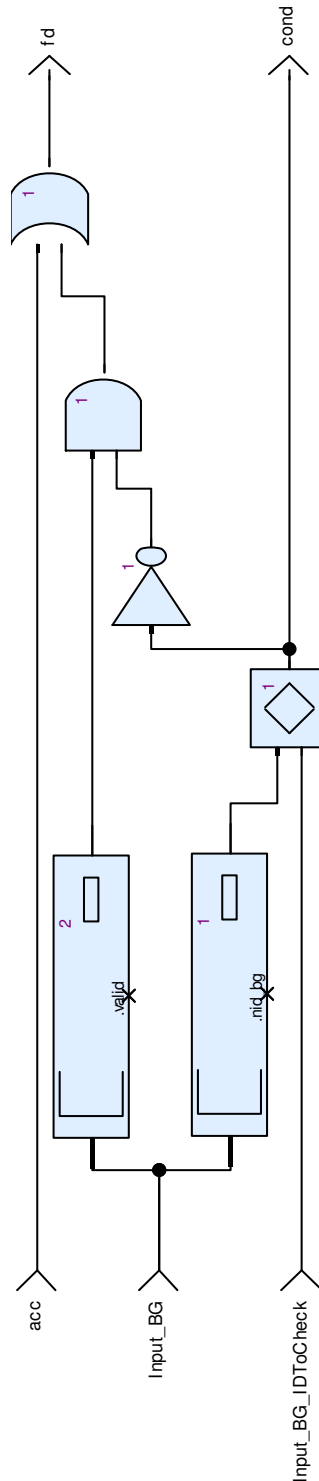 acc
Input_BG
Input_BG_IDToCheck
2
.valid
1
.nid_bg
1
1
1
1
fd
cond